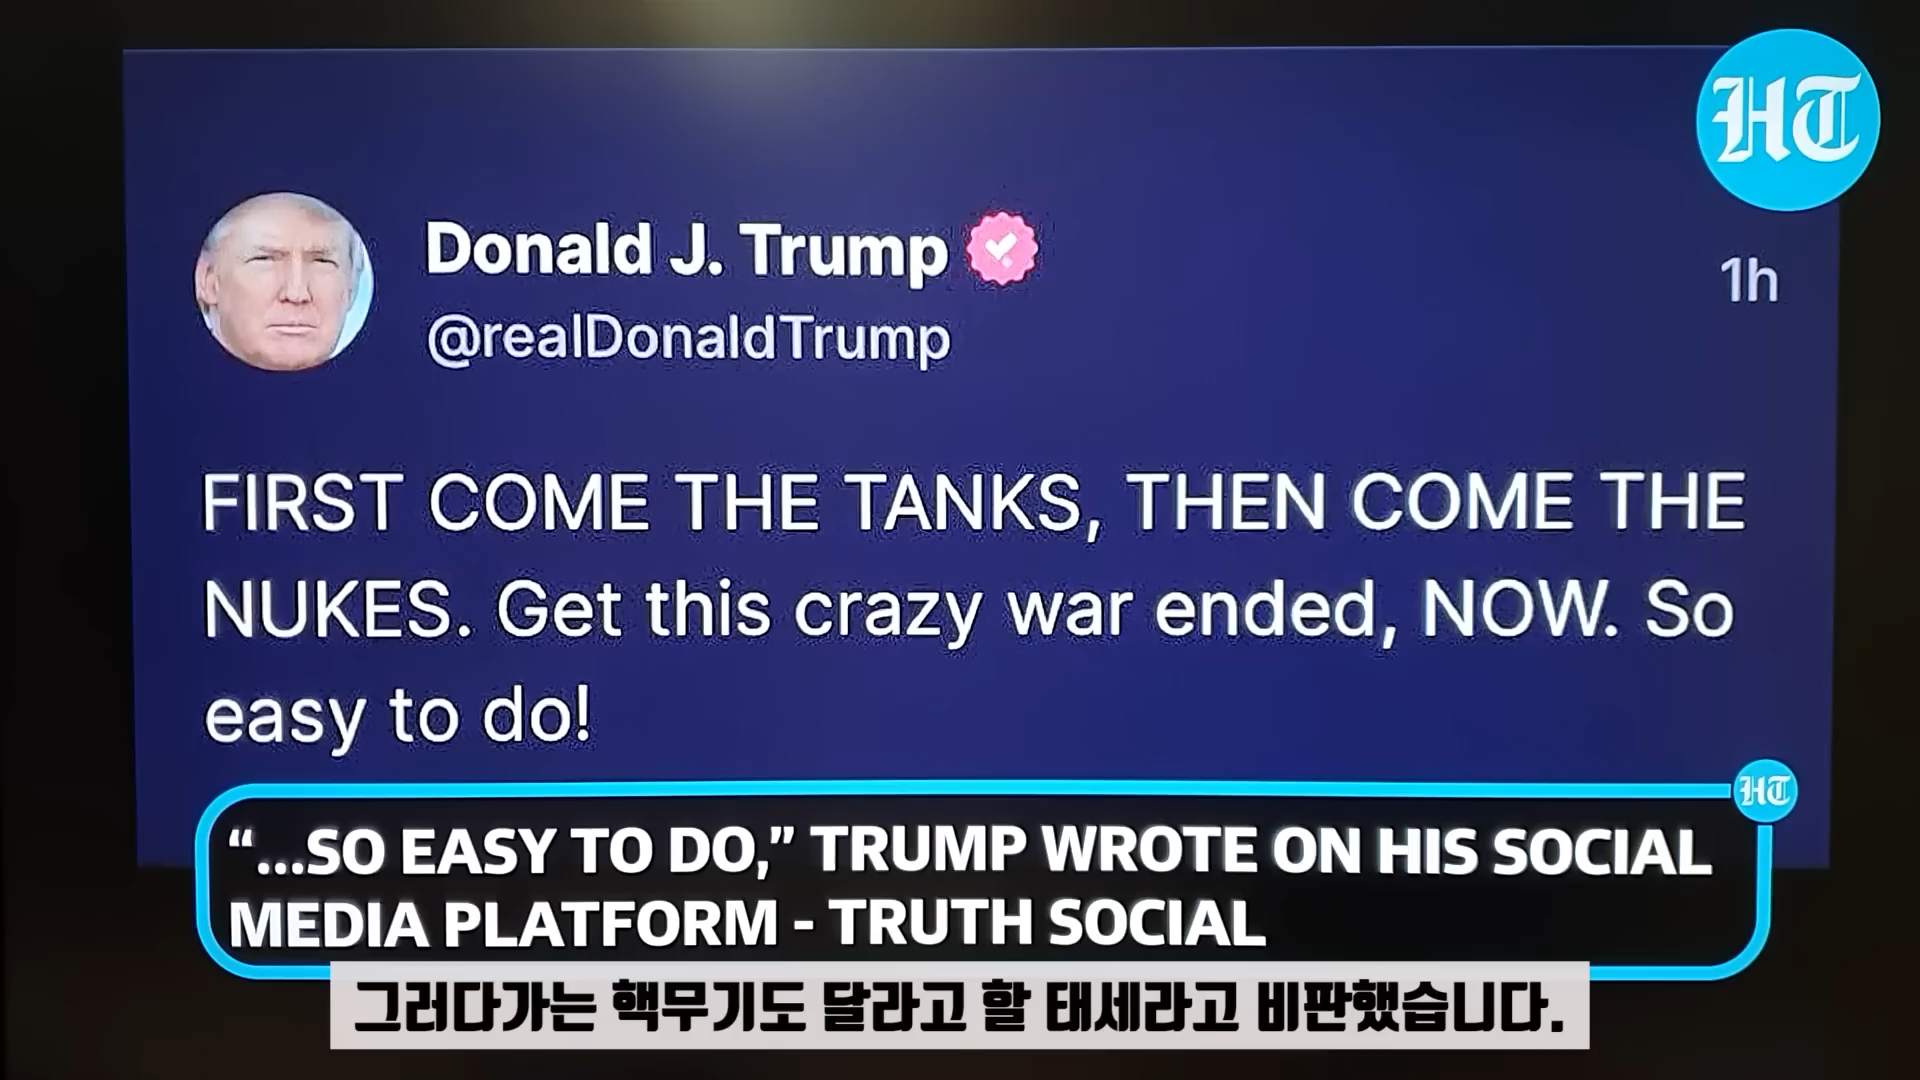 HT
Donald J. Trump
1h
@realDonaldTrump
FIRST COME THE TANKS, THEN COME THE
NUKES. Get this crazy war ended, NOW. So
easy to do!
HT
“...SO EASY TO DO,” TRUMP WROTE ON HIS SOCIAL
MEDIA PLATFORM - TRUTH SOCIAL
그러다가는 핵무기도 달라고 할 태세라고 비판했습니다.